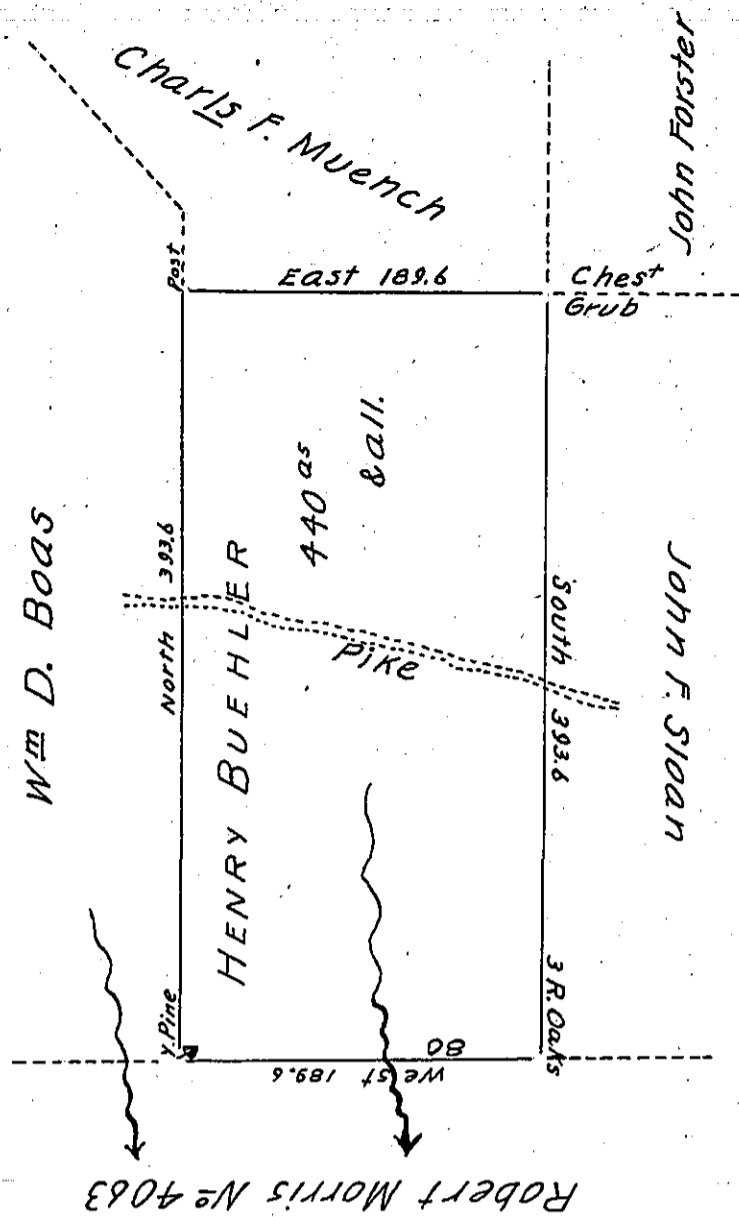 Charls F. Muench
John Forster
Post
East 189.6
Chest
Grub
Wm D. Boas
440 as
& all.
North 393.6
HENRY BUEHLER
Pike
South 393.6
John F. Sloan
Y. Pine
3 R. Oaks
80
West 189.6
Robert Morris No 4063